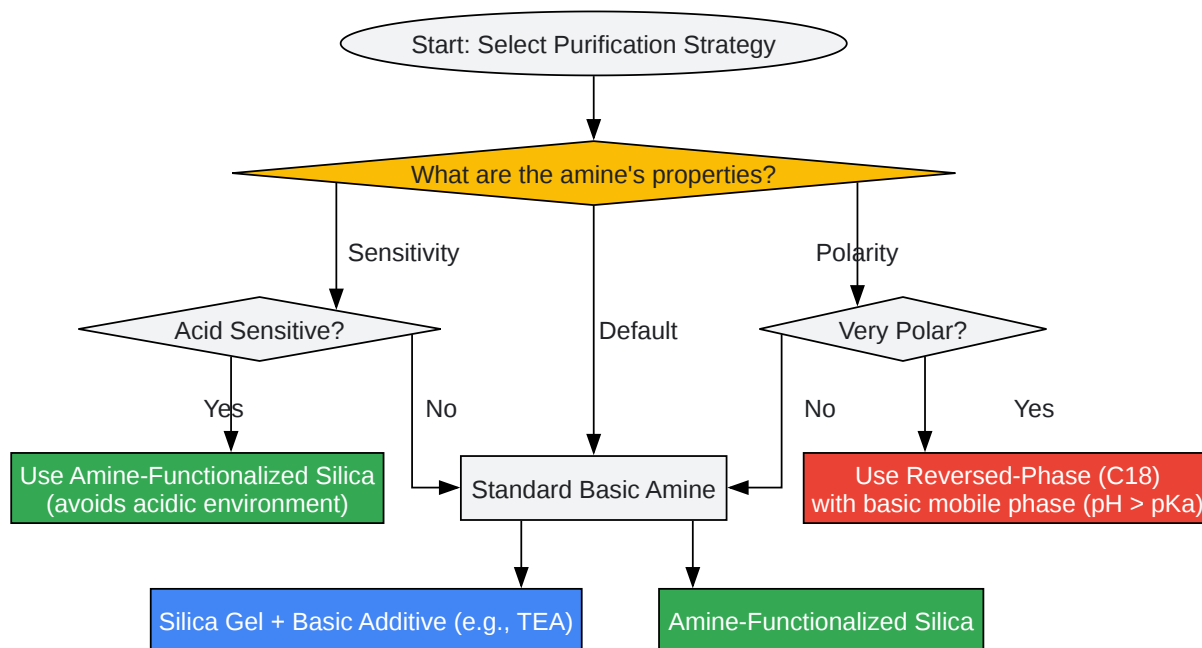 Start: Select Purification Strategy
What are the amine's properties?
Sensitivity
Polarity
Acid Sensitive?
Default
Very Polar?
Yes
No
No
Yes
Use Amine-Functionalized Silica
(avoids acidic environment)
Standard Basic Amine
Use Reversed-Phase (C18)
with basic mobile phase (pH > pKa)
Silica Gel + Basic Additive (e.g., TEA)
Amine-Functionalized Silica